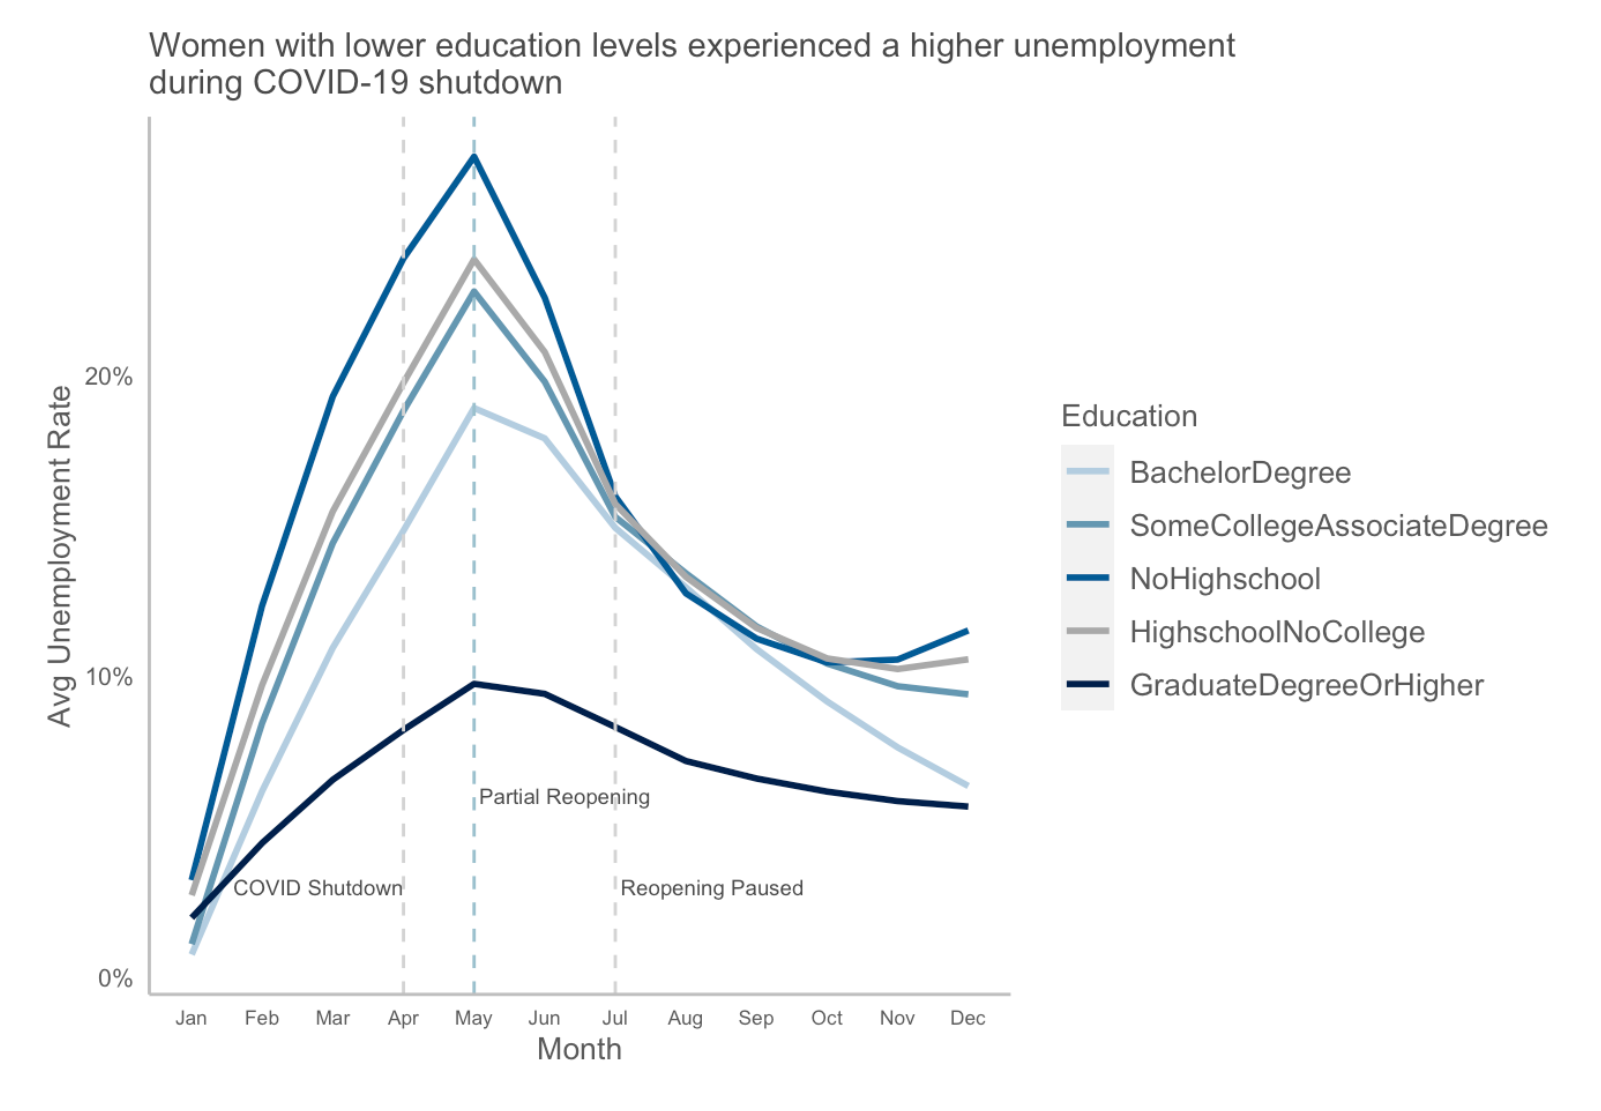 Women with lower education levels experienced a higher unemployment
during COVID-19 shutdown
Avg Unemployment Rate
20%
10%
0%
Partial Reopening
COVID Shutdown
Reopening Paused
Jan Feb Mar Apr May Jun Jul Aug Sep Oct Nov Dec
Month
Education
BachelorDegree
SomeCollegeAssociateDegree
NoHighschool
HighschoolNoCollege
GraduateDegreeOrHigher